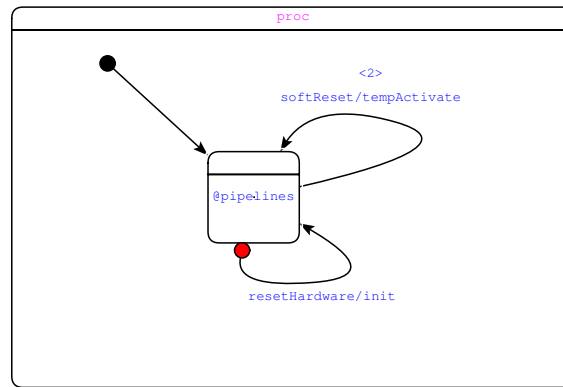 proc
<2>
softReset/tempActivate
@pipelines
resetHardware/init